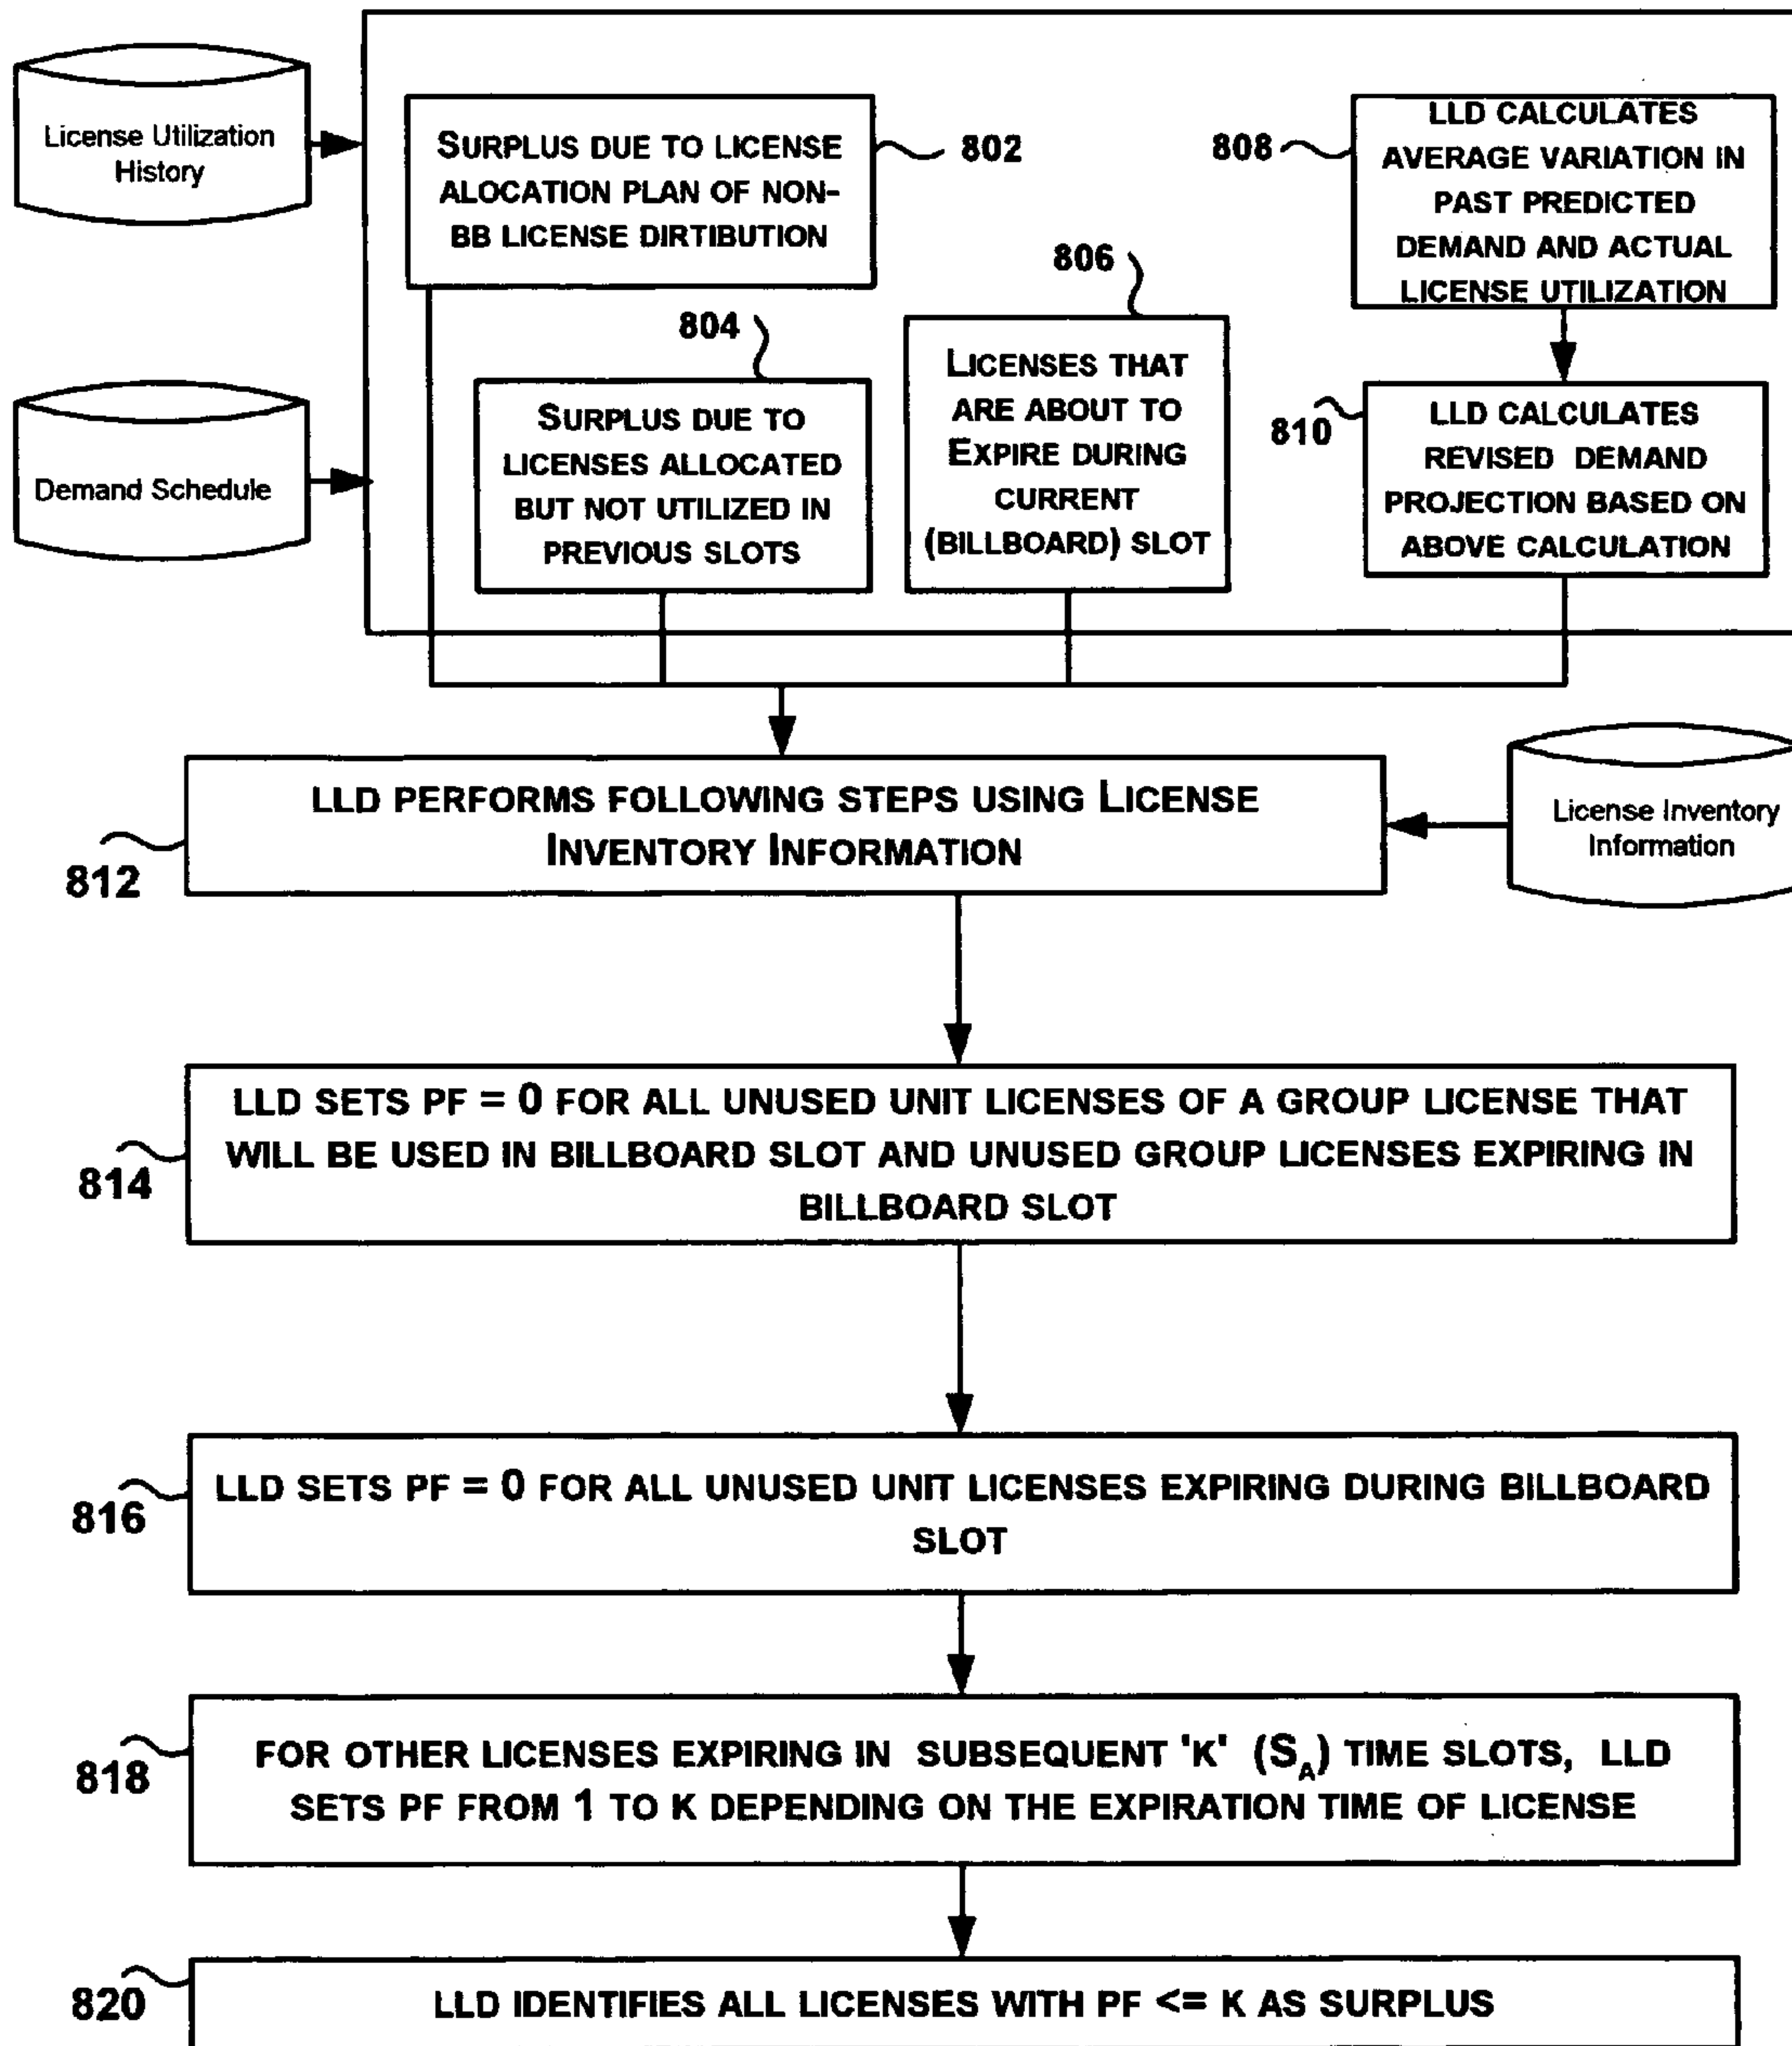 License Utilization
History
SURPLUS DUE TO LICENSE
ALOCATION PLAN OF NON-
BB LICENSE DIRTIBUTION
802
808
LLD CALCULATES
AVERAGE VARIATION IN
PAST PREDICTED
DEMAND AND ACTUAL
LICENSE UTILIZATION
804
806
Demand Schedule
SURPLUS DUE TO
LICENSES ALLOCATED
BUT NOT UTILIZED IN
PREVIOUS SLOTS
LICENSES THAT
ARE ABOUT TO
EXPIRE DURING
CURRENT
(BILLBOARD) SLOT
810
LLD CALCULATES
REVISED DEMAND
PROJECTION BASED ON
ABOVE CALCULATION
812
LLD PERFORMS FOLLOWING STEPS USING LICENSE
INVENTORY INFORMATION
License Inventory
Information
814
LLD SETS PF = 0 FOR ALL UNUSED UNIT LICENSES OF A GROUP LICENSE THAT
WILL BE USED IN BILLBOARD SLOT AND UNUSED GROUP LICENSES EXPIRING IN
BILLBOARD SLOT
816
LLD SETS PF = 0 FOR ALL UNUSED UNIT LICENSES EXPIRING DURING BILLBOARD
SLOT
818
FOR OTHER LICENSES EXPIRING IN SUBSEQUENT 'K' (SA) TIME SLOTS, LLD
SETS PF FROM 1 TO K DEPENDING ON THE EXPIRATION TIME OF LICENSE
820
LLD IDENTIFIES ALL LICENSES WITH PF <= K AS SURPLUS